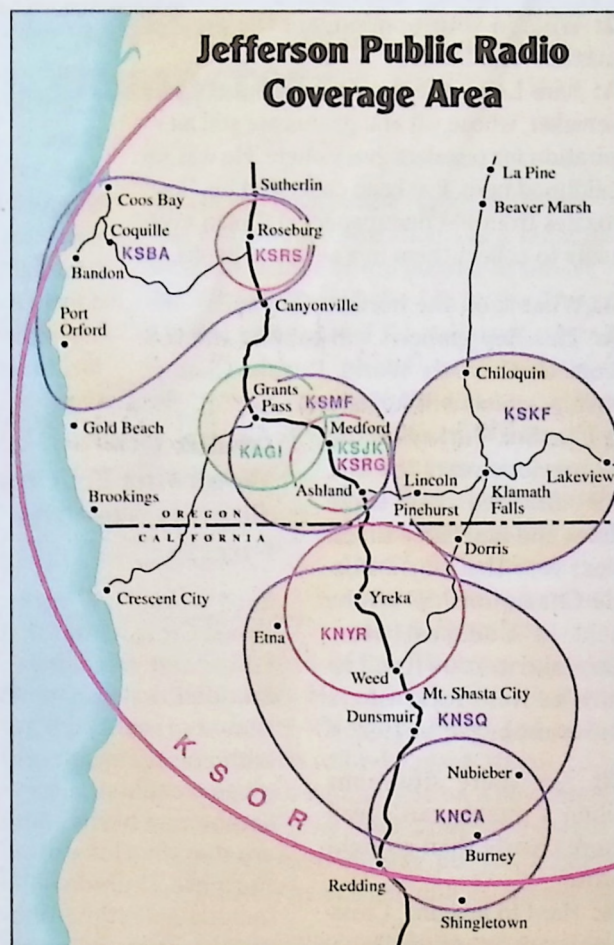 Jefferson Public Radio
Coverage Area
La Pine
Beaver Marsh
Sutherlin
Coos Bay
Coquille
KSBA
Roseburg
KSRS
Bandon
Canyonville
Port
Orford
Chiloquin
Grants
Pass
KSMF
KSKF
Gold Beach
Medford
KAGI
KSJK
KSRG
Ashland
Lincoln
Pinehurst
Klamath
Falls
Lakeview
Brookings
OREGON
CALIFORNIA
Dorris
Crescent City
Yreka
Etna
KNYR
Weed
Mt. Shasta City
Dunsmuir
KNSQ
KSOR
Nubieber
KNCA
Burney
Redding
Shingletown